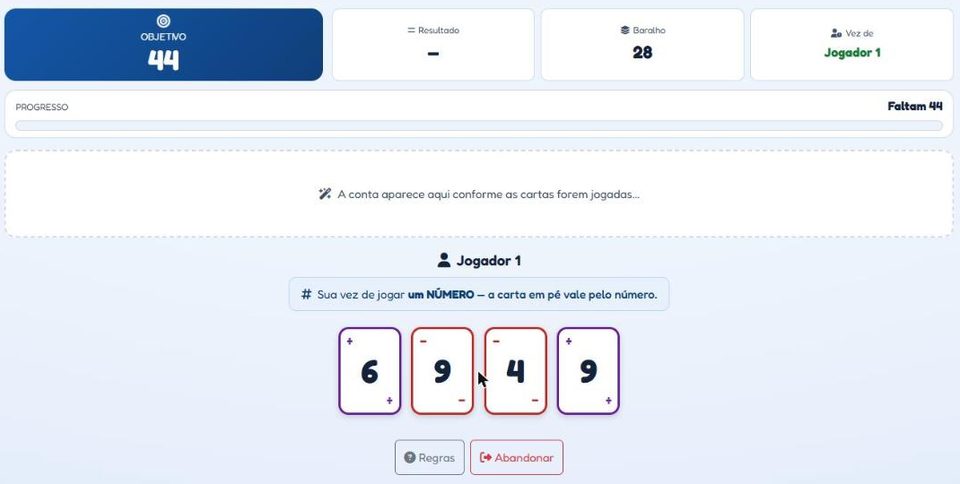 OBJETIVO
44
= Resultado
–
Baralho
28
Vez de
Jogador 1
PROGRESSO
Faltam 44
A conta aparece aqui conforme as cartas forem jogadas...
Jogador 1
# Sua vez de jogar um NÚMERO — a carta em pé vale pelo número.
÷ 6 ÷
− 9 −
− 4 −
÷ 9 ÷
Regras
Abandonar